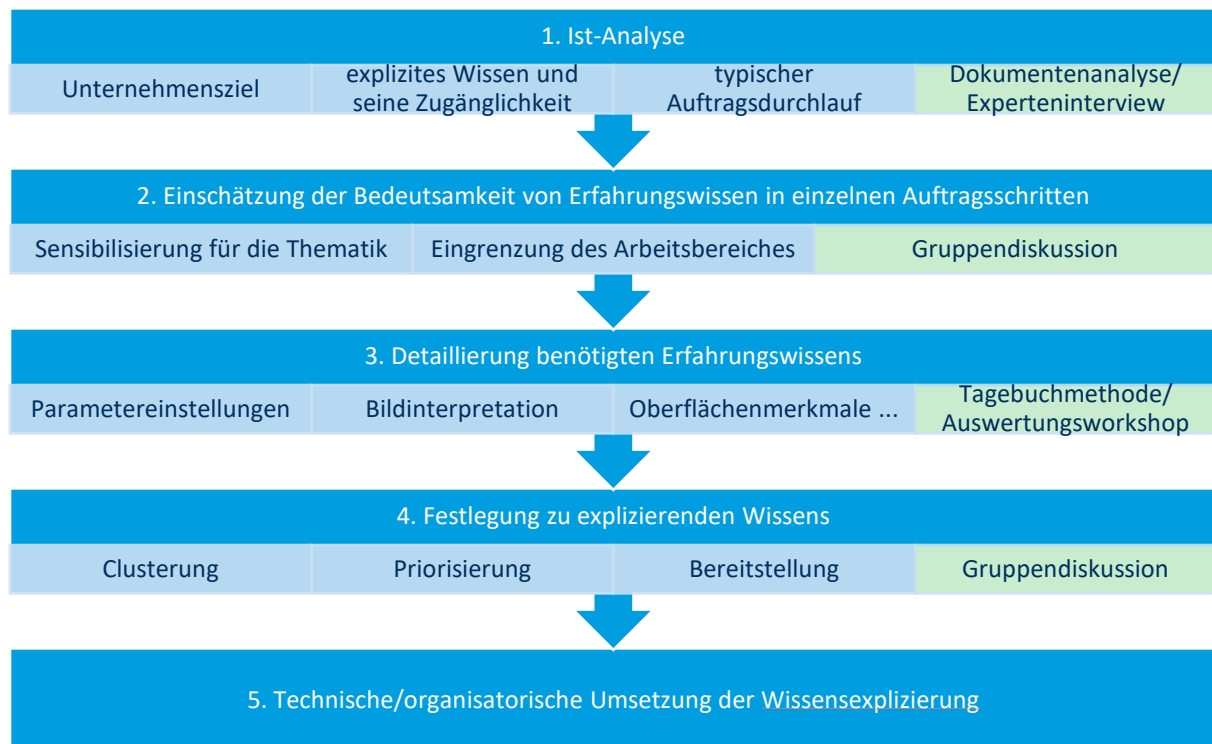 1. Ist-Analyse
Unternehmensziel
explizites Wissen und
seine Zugänglichkeit
typischer
Auftragsdurchlauf
Dokumentenanalyse/
Experteninterview
2. Einschätzung der Bedeutsamkeit von Erfahrungswissen in einzelnen Auftragsschritten
Sensibilisierung für die Thematik
Eingrenzung des Arbeitsbereiches
Gruppendiskussion
3. Detaillierung benötigten Erfahrungswissens
Parametereinstellungen
Bildinterpretation
Oberflächenmerkmale ...
Tagebuchmethode/
Auswertungsworkshop
4. Festlegung zu explizierenden Wissens
Clusterung
Priorisierung
Bereitstellung
Gruppendiskussion
5. Technische/organisatorische Umsetzung der Wissensexplizierung